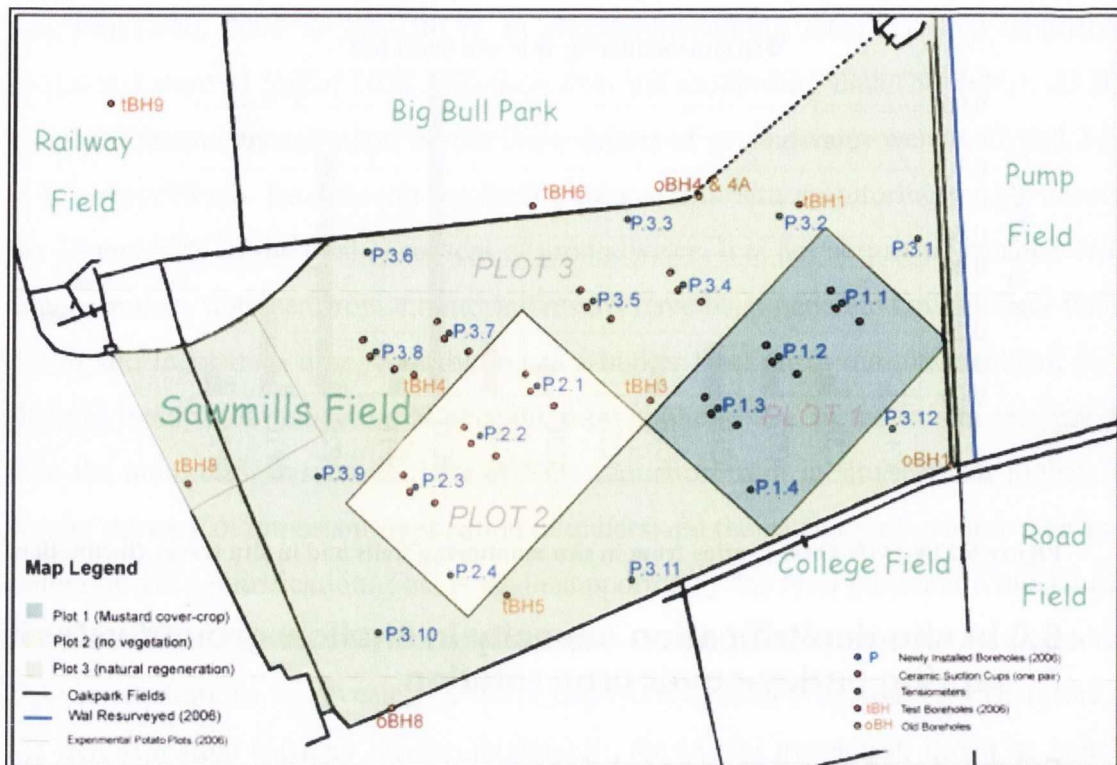 tBH9
Railway
Field
Big Bull Park
Pump
Field
tBH6
oBH4 & 4A
tBH1
P.3.3
P.3.2
P.3.1
P.3.6
PLOT 3
P.3.4
P.3.5
P.1.1
P.3.7
P.3.8
P.1.2
tBH4
P.2.1
tBH3
Sawmills Field
P.1.3
PLOT 1
P.3.12
P.2.2
oBH1
tBH8
P.3.9
P.2.3
P.1.4
PLOT 2
Road
Field
P.2.4
P.3.11
College Field
tBH5
P.3.10
oBH8
Map Legend
Plot 1 (Mustard cover-crop)
Plot 2 (no vegetation)
Plot 3 (natural regeneration)
Oakpark Fields
Wal Resurveyed (2006)
Experimental Potato Plots (2006)
P Newly Installed Boreholes (2006)
Ceramic Suction Cups (one pair)
Tensiometers
tBH Test Boreholes (2006)
oBH Old Boreholes